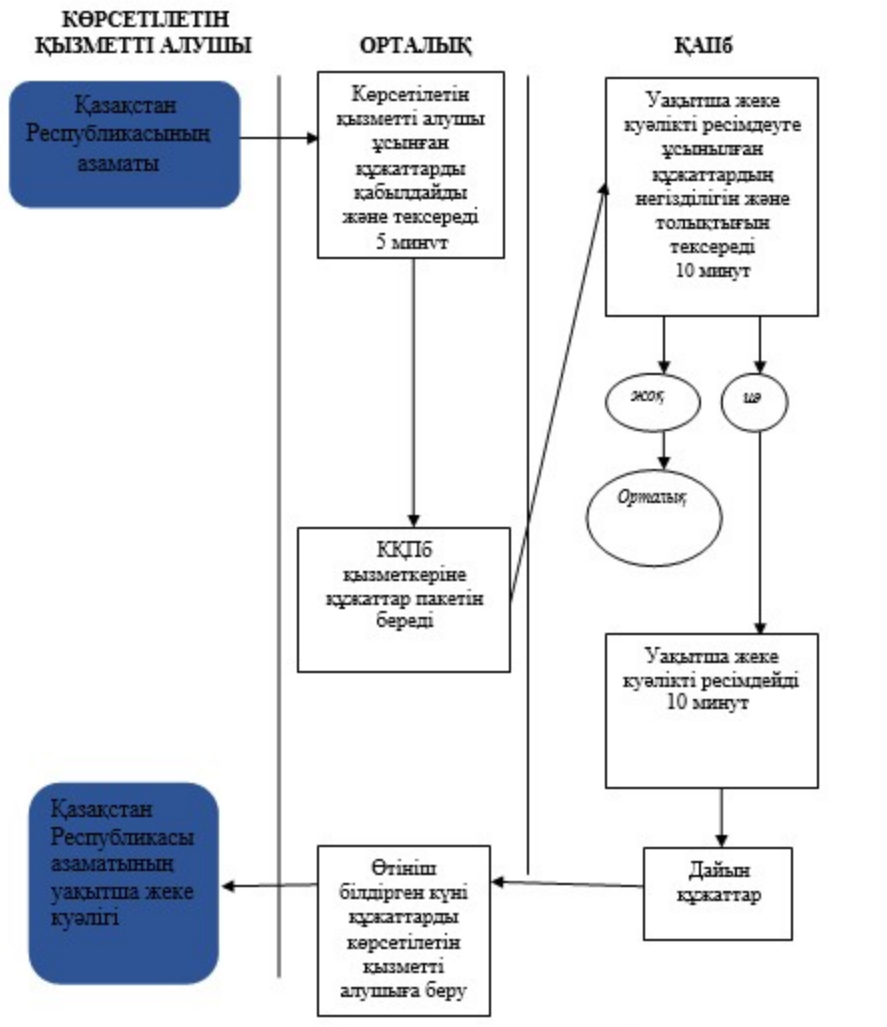 КӨРСЕТІЛЕТІН
ҚЫЗМЕТТІ АЛУШЫ
ОРТАЛЫҚ
ҚАПб
Қазақстан
Республикасының
азаматы
Көрсетілетін
қызметті алушы
ұсынған
құжаттарды
қабылдайды
және тексереді
5 минут
Уақытша жеке
куәлікті ресімдеуге
ұсынылған
құжаттардың
негізділігін және
толықтығын
тексереді
10 минут
жоқ
иә
Орталық
ҚҚПб
қызметкеріне
құжаттар пакетін
береді
Уақытша жеке
куәлікті ресімдейді
10 минут
Дайын
құжаттар
Өтініш
білдірген күні
құжаттарды
көрсетілетін
қызметті
алушыға беру
Қазақстан
Республикасы
азаматының
уақытша жеке
куәлігі